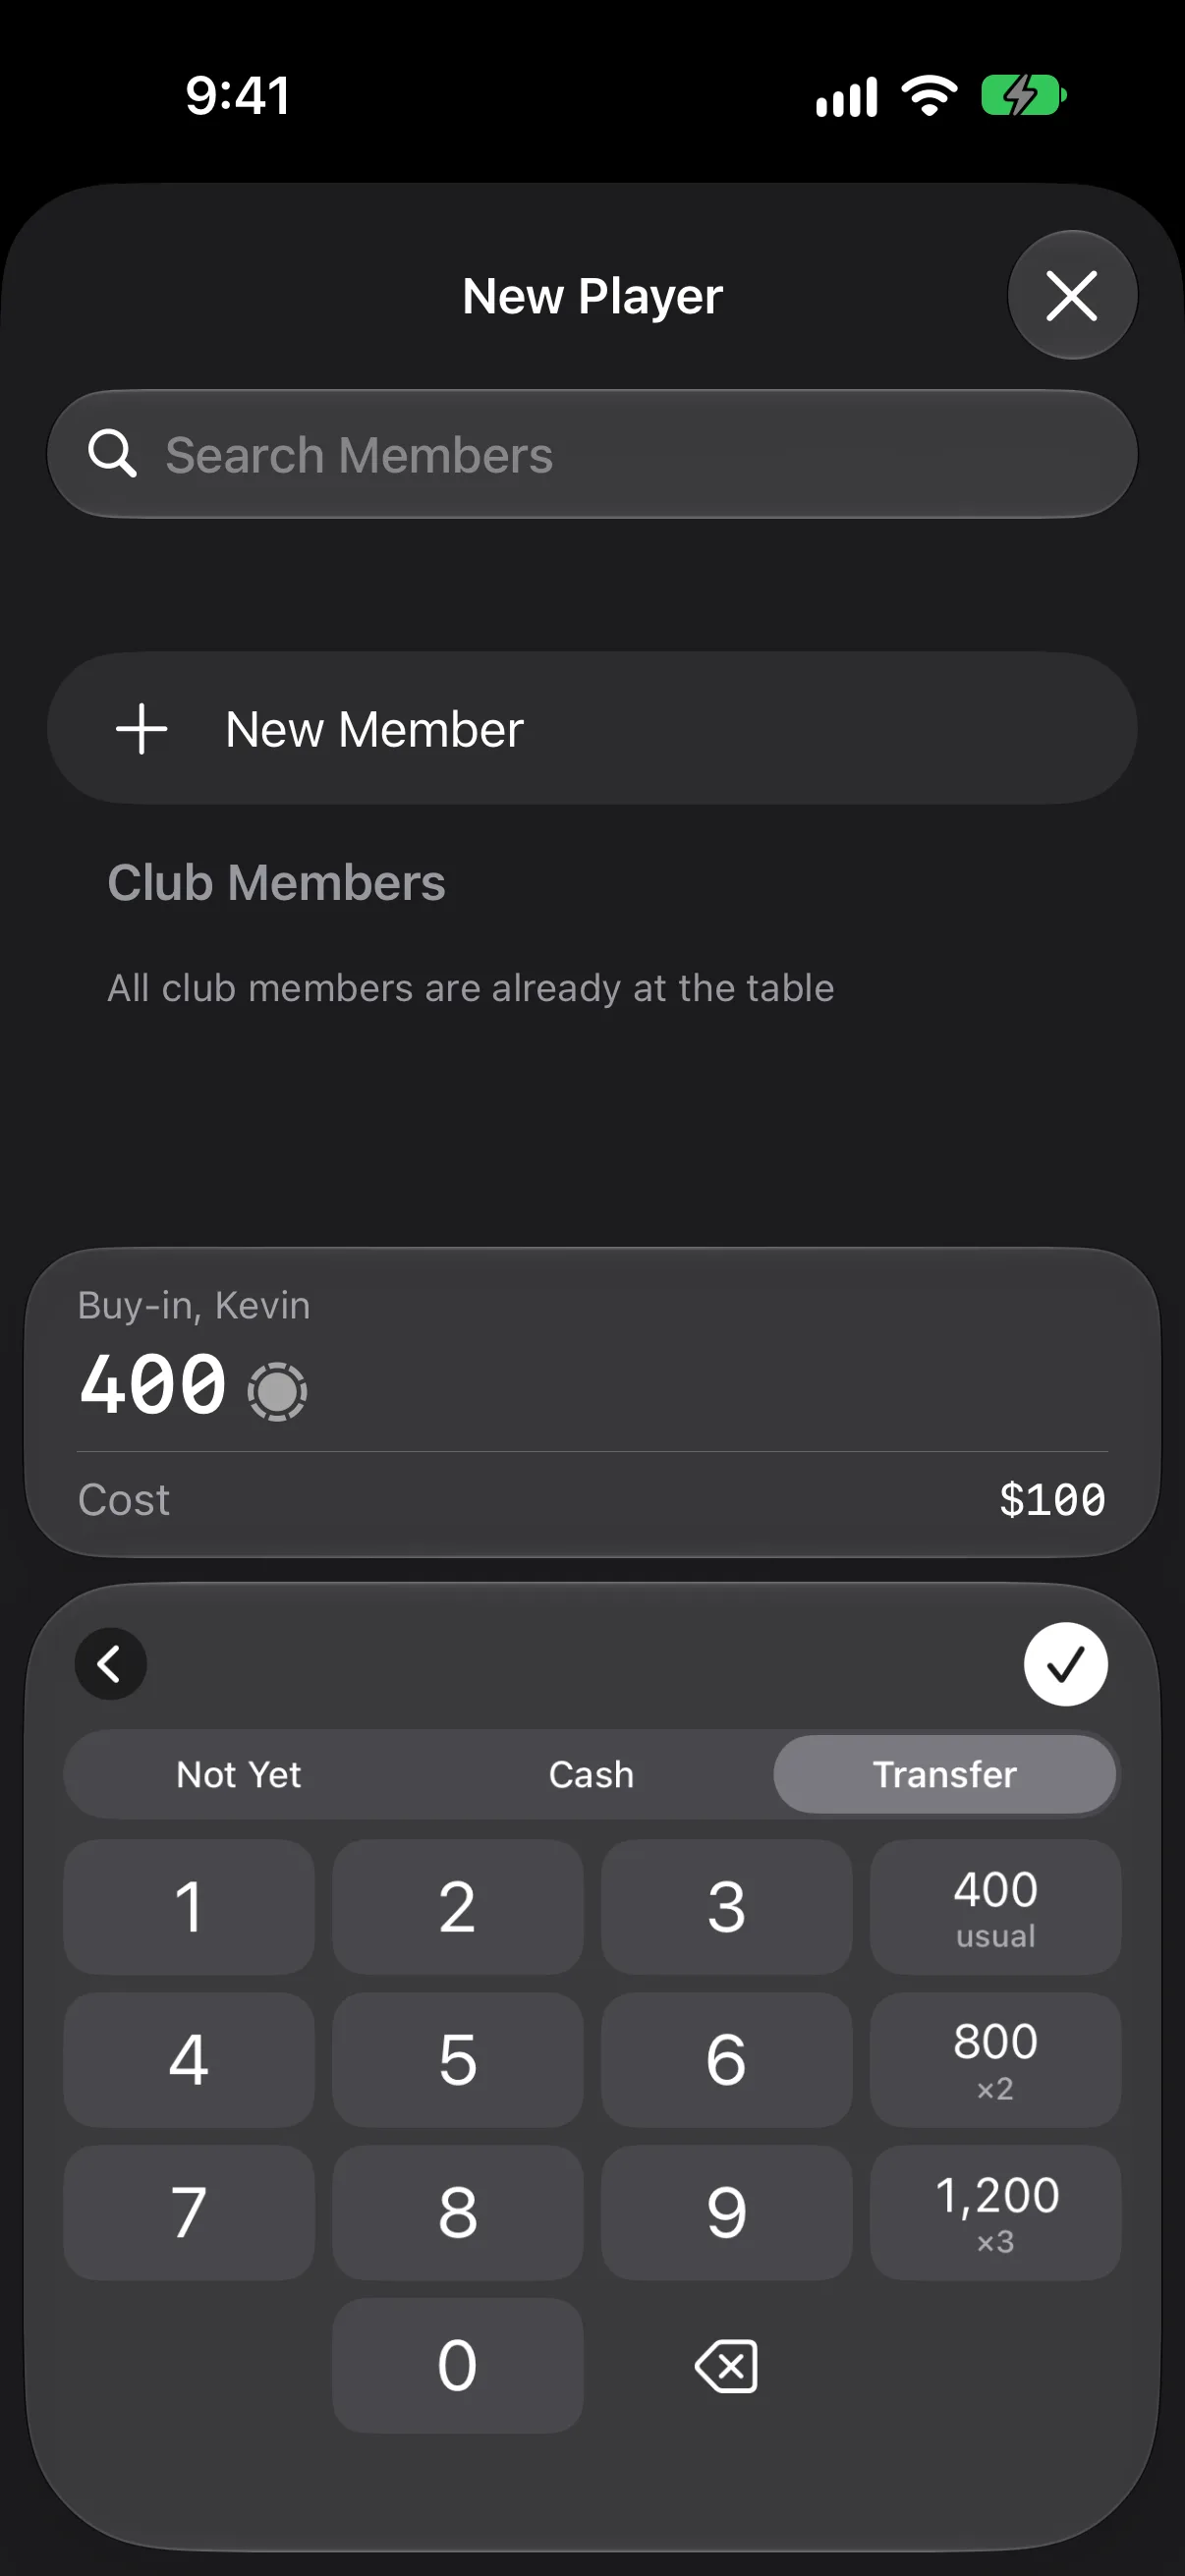 9:41
New Player
Search Members
New Member
Club Members
All club members are already at the table
Buy-in, Kevin
400
Cost $100
Not Yet Cash Transfer
1 2 3 400
usual
4 5 6 800
×2
7 8 9 1,200
×3
0